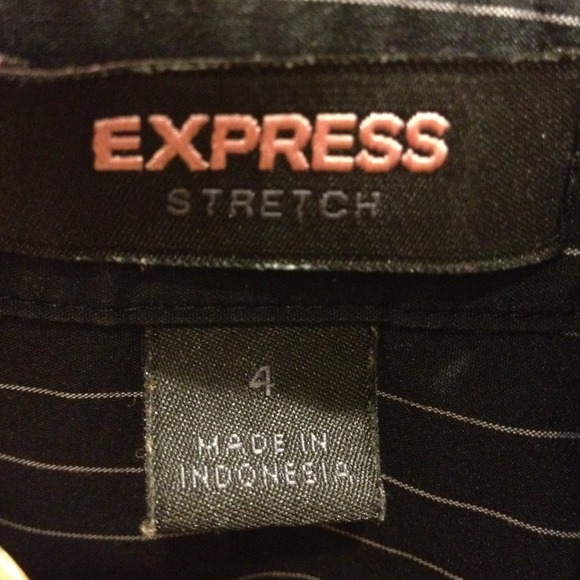 EXPRESS
STRETCH
4
MADE IN
INDONESIA